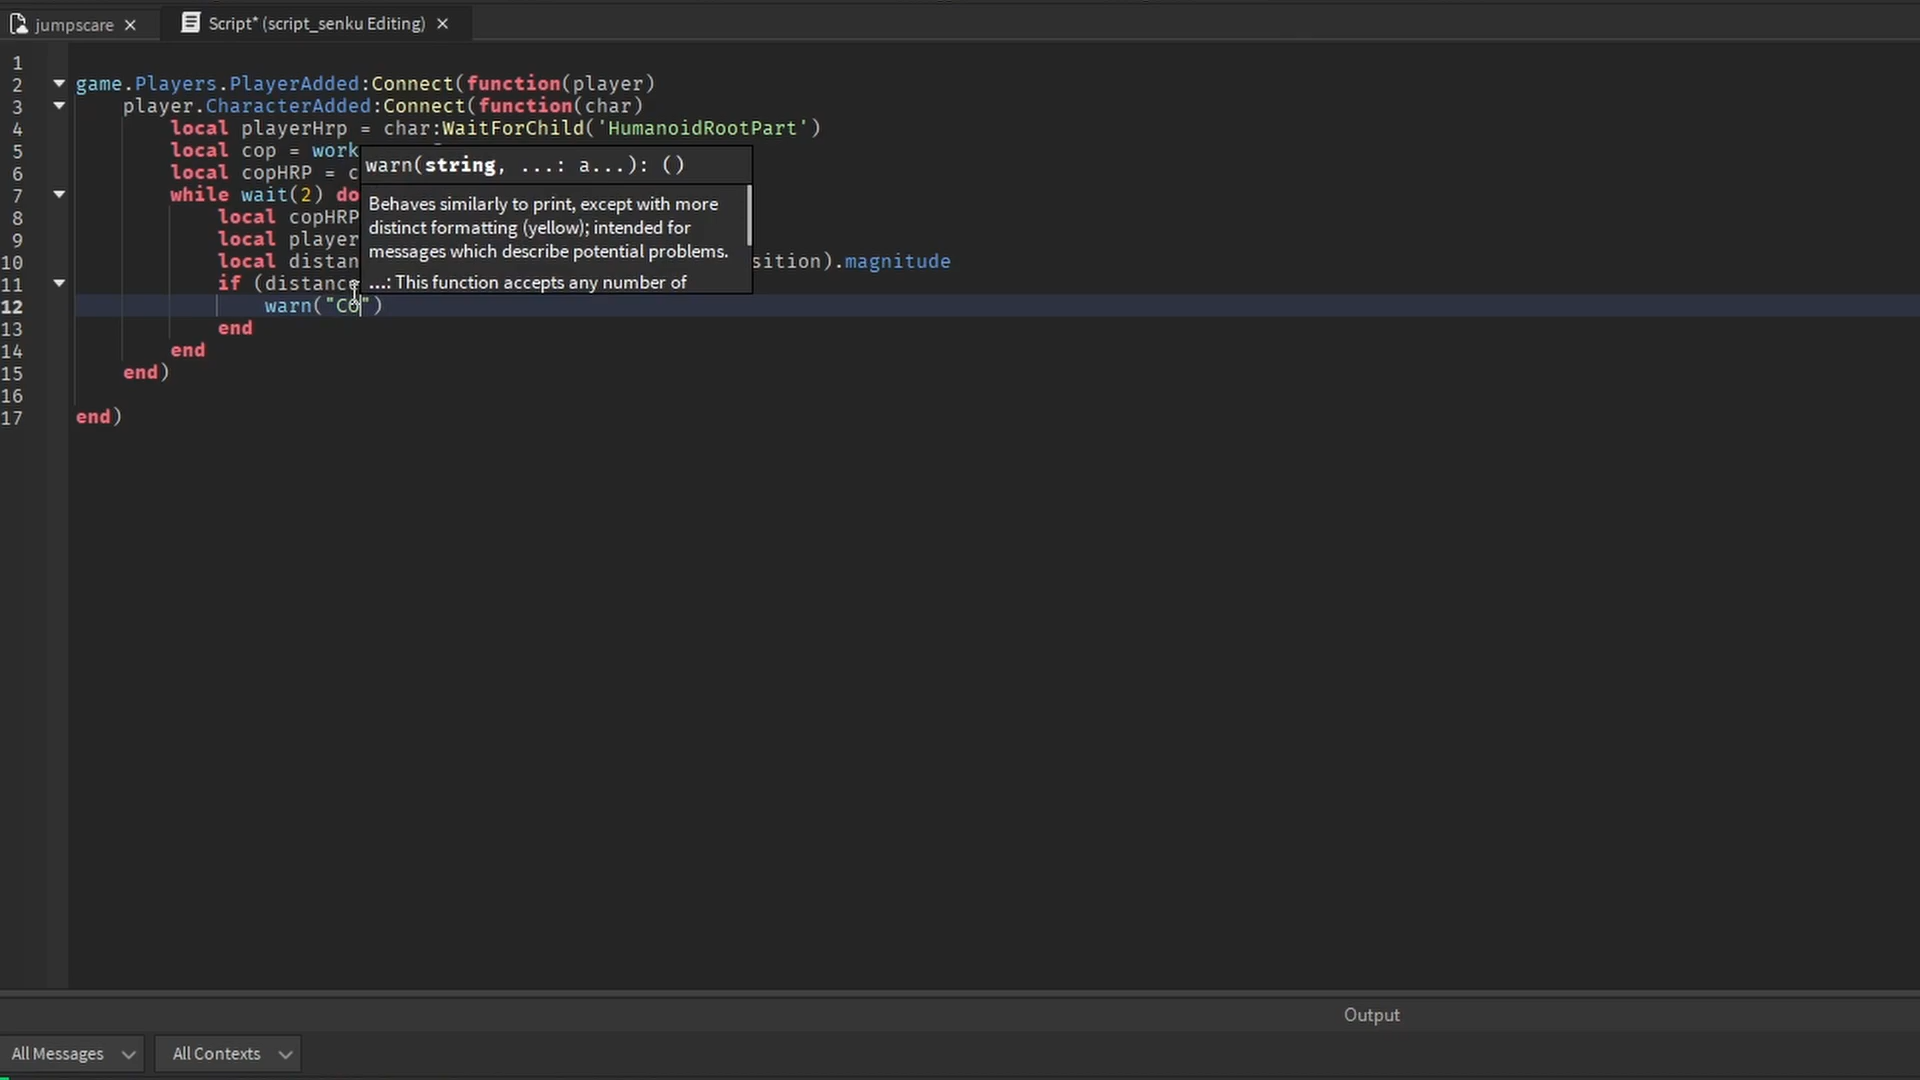 jumpscare
Script* (script_senku Editing)
1
2 game.Players.PlayerAdded:Connect(function(player)
3 player.CharacterAdded:Connect(function(char)
4 local playerHrp = char:WaitForChild('HumanoidRootPart')
5 local cop = work
6 local copHRP = c
7 while wait(2) do
8 local copHRP
9 local player
10 local distan sition).magnitude
11 if (distance
12 warn("CO")
13 end
14 end
15 end)
16
17 end)
warn(string, ...: a...): ()
Behaves similarly to print, except with more
distinct formatting (yellow); intended for
messages which describe potential problems.
...: This function accepts any number of
Output
All Messages
All Contexts